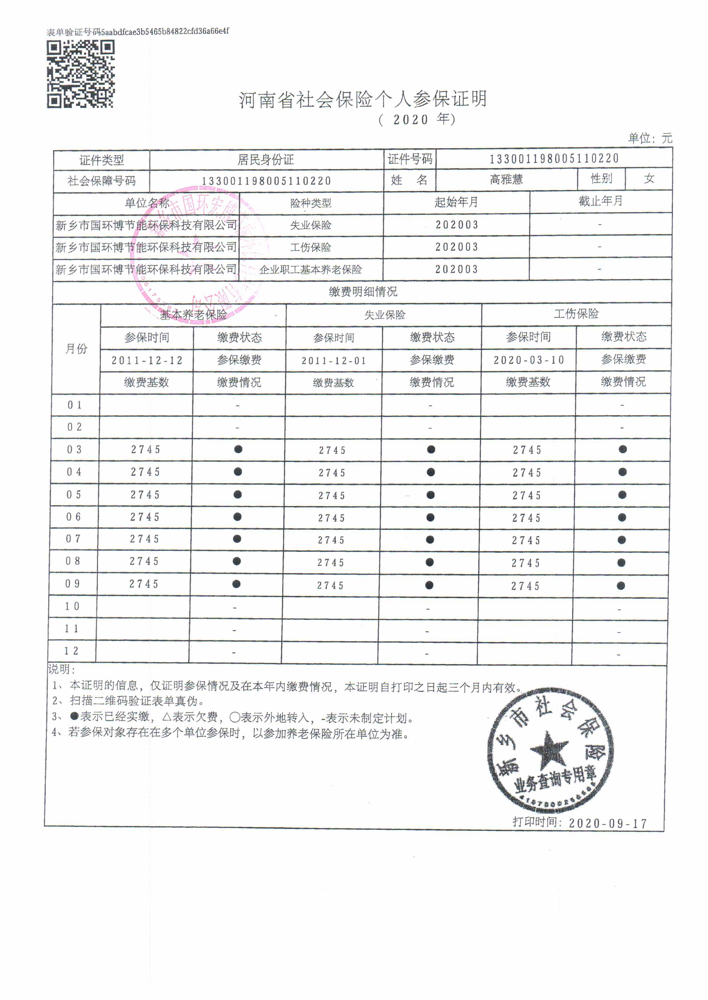 表单验证号码5aabdfcae3b5465b84822cfd36a66e4f
河南省社会保险个人参保证明
( 2020 年)
单位：元
证件类型 居民身份证 证件号码 133001198005110220
社会保障号码 133001198005110220 姓 名 高雅慧 性别 女
单位名称 险种类型 起始年月 截止年月
新乡市国环博节能环保科技有限公司 失业保险 202003 -
新乡市国环博节能环保科技有限公司 工伤保险 202003 -
新乡市国环博节能环保科技有限公司 企业职工基本养老保险 202003 -
缴费明细情况
月份 基本养老保险 失业保险 工伤保险
参保时间 缴费状态 参保时间 缴费状态 参保时间 缴费状态
2011-12-12 参保缴费 2011-12-01 参保缴费 2020-03-10 参保缴费
缴费基数 缴费情况 缴费基数 缴费情况 缴费基数 缴费情况
01 - - -
02 - - -
03 2745 ● 2745 ● 2745 ●
04 2745 ● 2745 ● 2745 ●
05 2745 ● 2745 ● 2745 ●
06 2745 ● 2745 ● 2745 ●
07 2745 ● 2745 ● 2745 ●
08 2745 ● 2745 ● 2745 ●
09 2745 ● 2745 ● 2745 ●
10 - - -
11 - - -
12 - - -
说明：
1、本证明的信息，仅证明参保情况及在本年内缴费情况，本证明自打印之日起三个月内有效。
2、扫描二维码验证表单真伪。
3、●表示已经实缴，△表示欠费，○表示外地转入，-表示未制定计划。
4、若参保对象存在在多个单位参保时，以参加养老保险所在单位为准。
新乡市社会保险
业务查询专用章
打印时间：2020-09-17